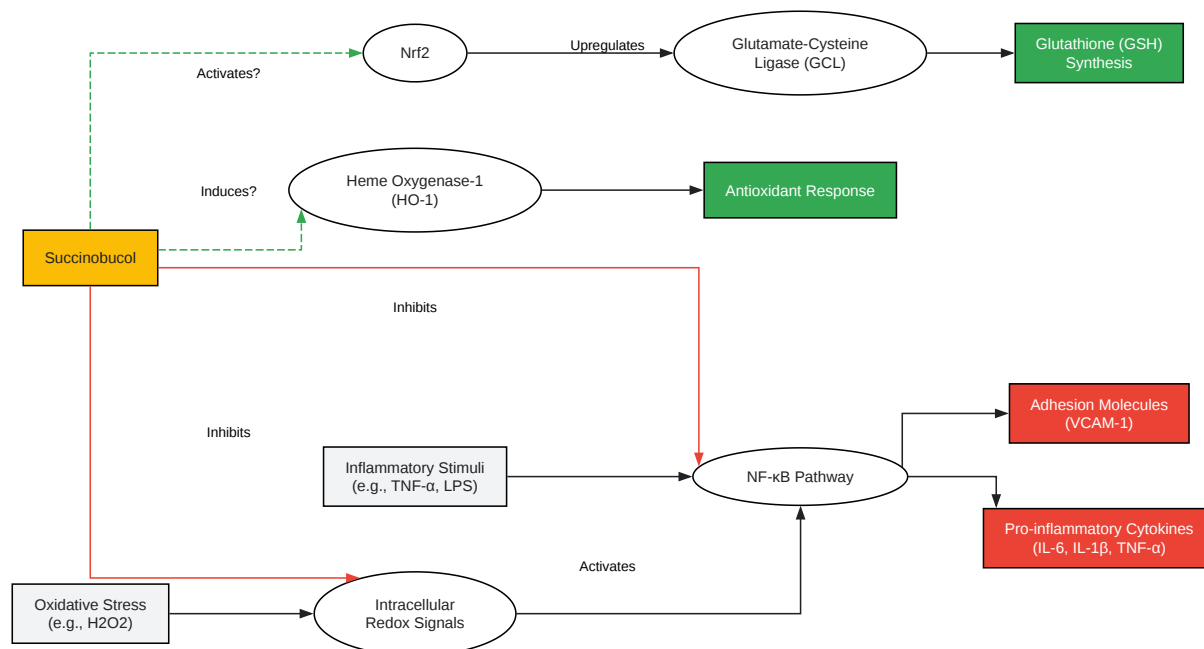 Nrf2
Upregulates
Glutamate-Cysteine
Ligase (GCL)
Glutathione (GSH)
Synthesis
Activates?
Heme Oxygenase-1
(HO-1)
Induces?
Antioxidant Response
Succinobucol
Inhibits
Adhesion Molecules
(VCAM-1)
Inhibits
Inflammatory Stimuli
(e.g., TNF-α, LPS)
NF-κB Pathway
Pro-inflammatory Cytokines
(IL-6, IL-1β, TNF-α)
Activates
Oxidative Stress
(e.g., H2O2)
Intracellular
Redox Signals